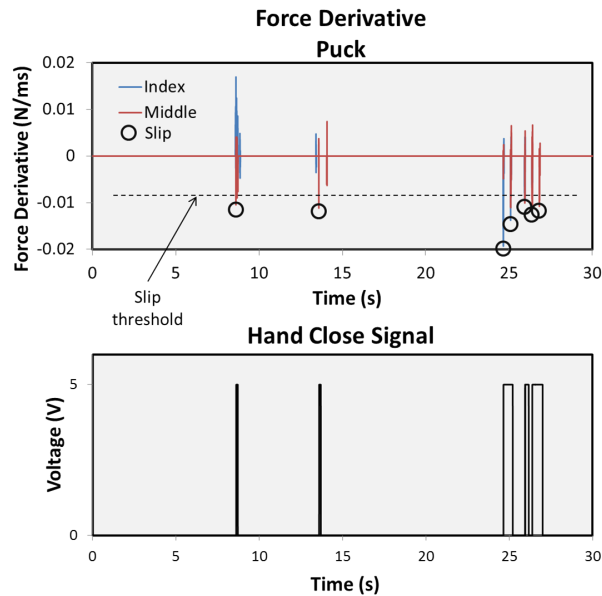 Force Derivative
Puck
Force Derivative (N/ms)
0.02
0.01
0
-0.01
-0.02
Index
Middle
Slip
0 5 10 15 20 25 30
Time (s)
Slip
threshold
Hand Close Signal
Voltage (V)
5
0
0 5 10 15 20 25 30
Time (s)